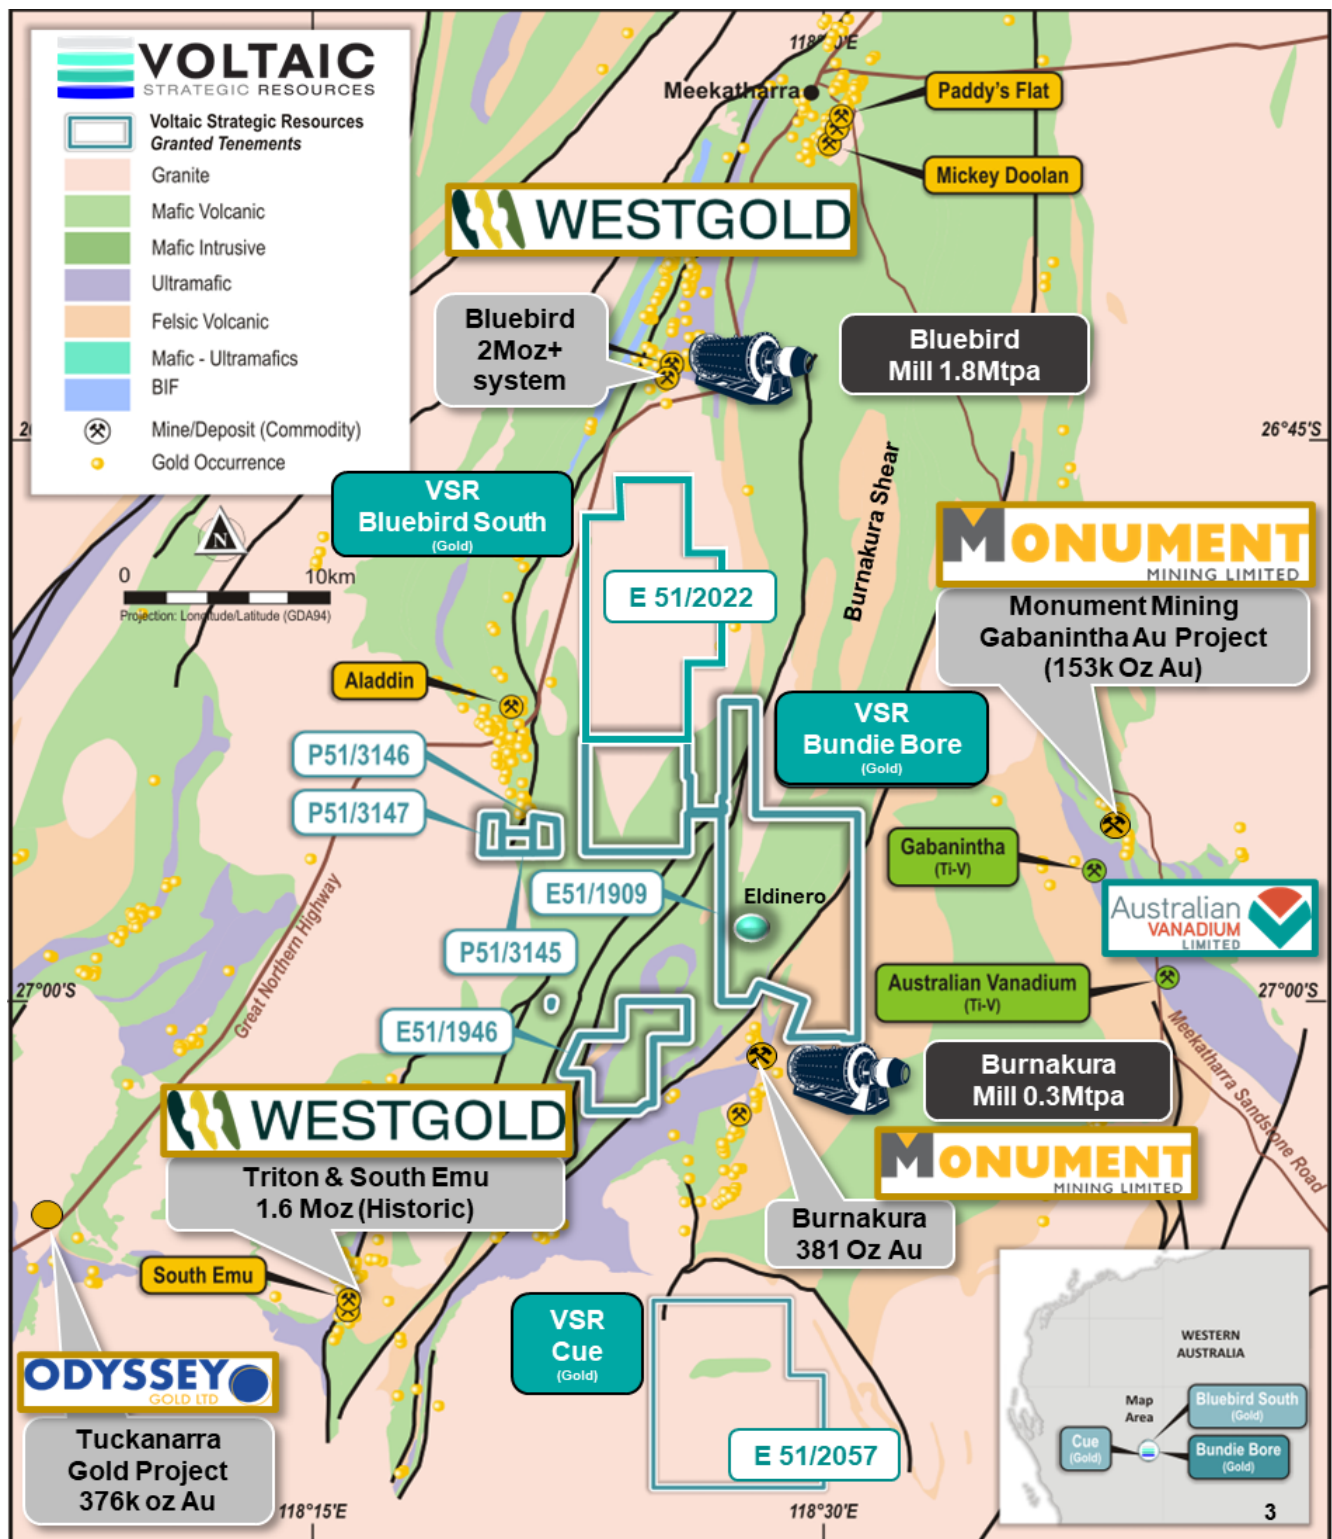 VOLTAIC
STRATEGIC RESOURCES
Voltaic Strategic Resources
Granted Tenements
Granite
Mafic Volcanic
Mafic Intrusive
Ultramafic
Felsic Volcanic
Mafic - Ultramafics
BIF
Mine/Deposit (Commodity)
Gold Occurrence
Meekatharra
Paddy's Flat
Mickey Doolan
WESTGOLD
Bluebird
2Moz+
system
Bluebird
Mill 1.8Mtpa
26°45'S
VSR
Bluebird South
(Gold)
N
0 10km
Projection: Longitude/Latitude (GDA94)
E 51/2022
Burnakura Shear
MONUMENT
MINING LIMITED
Monument Mining
Gabanintha Au Project
(153k Oz Au)
Aladdin
VSR
Bundie Bore
(Gold)
P51/3146
P51/3147
Gabanintha
(Ti-V)
E51/1909
Eldinero
Australian
VANADIUM
LIMITED
P51/3145
Great Northern Highway
Australian Vanadium
(Ti-V)
27°00'S
27°00'S
E51/1946
Meekatharra Sandstone Road
Burnakura
Mill 0.3Mtpa
WESTGOLD
MONUMENT
MINING LIMITED
Triton & South Emu
1.6 Moz (Historic)
Burnakura
381 Oz Au
South Emu
VSR
Cue
(Gold)
ODYSSEY
GOLD LTD
Tuckanarra
Gold Project
376k oz Au
E 51/2057
WESTERN
AUSTRALIA
Map
Area
Bluebird South
(Gold)
Cue
(Gold)
Bundie Bore
(Gold)
118°15'E
118°30'E
3